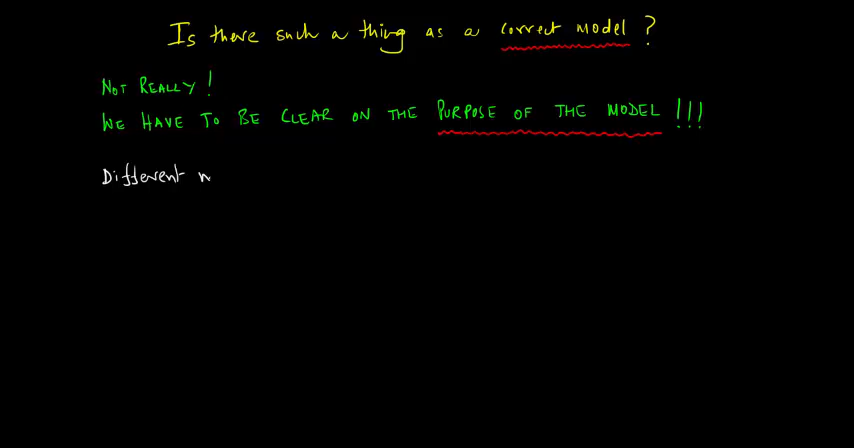 Is there such a thing as a correct model ?
NOT REALLY !
WE HAVE TO BE CLEAR ON THE PURPOSE OF THE MODEL !!!
Different